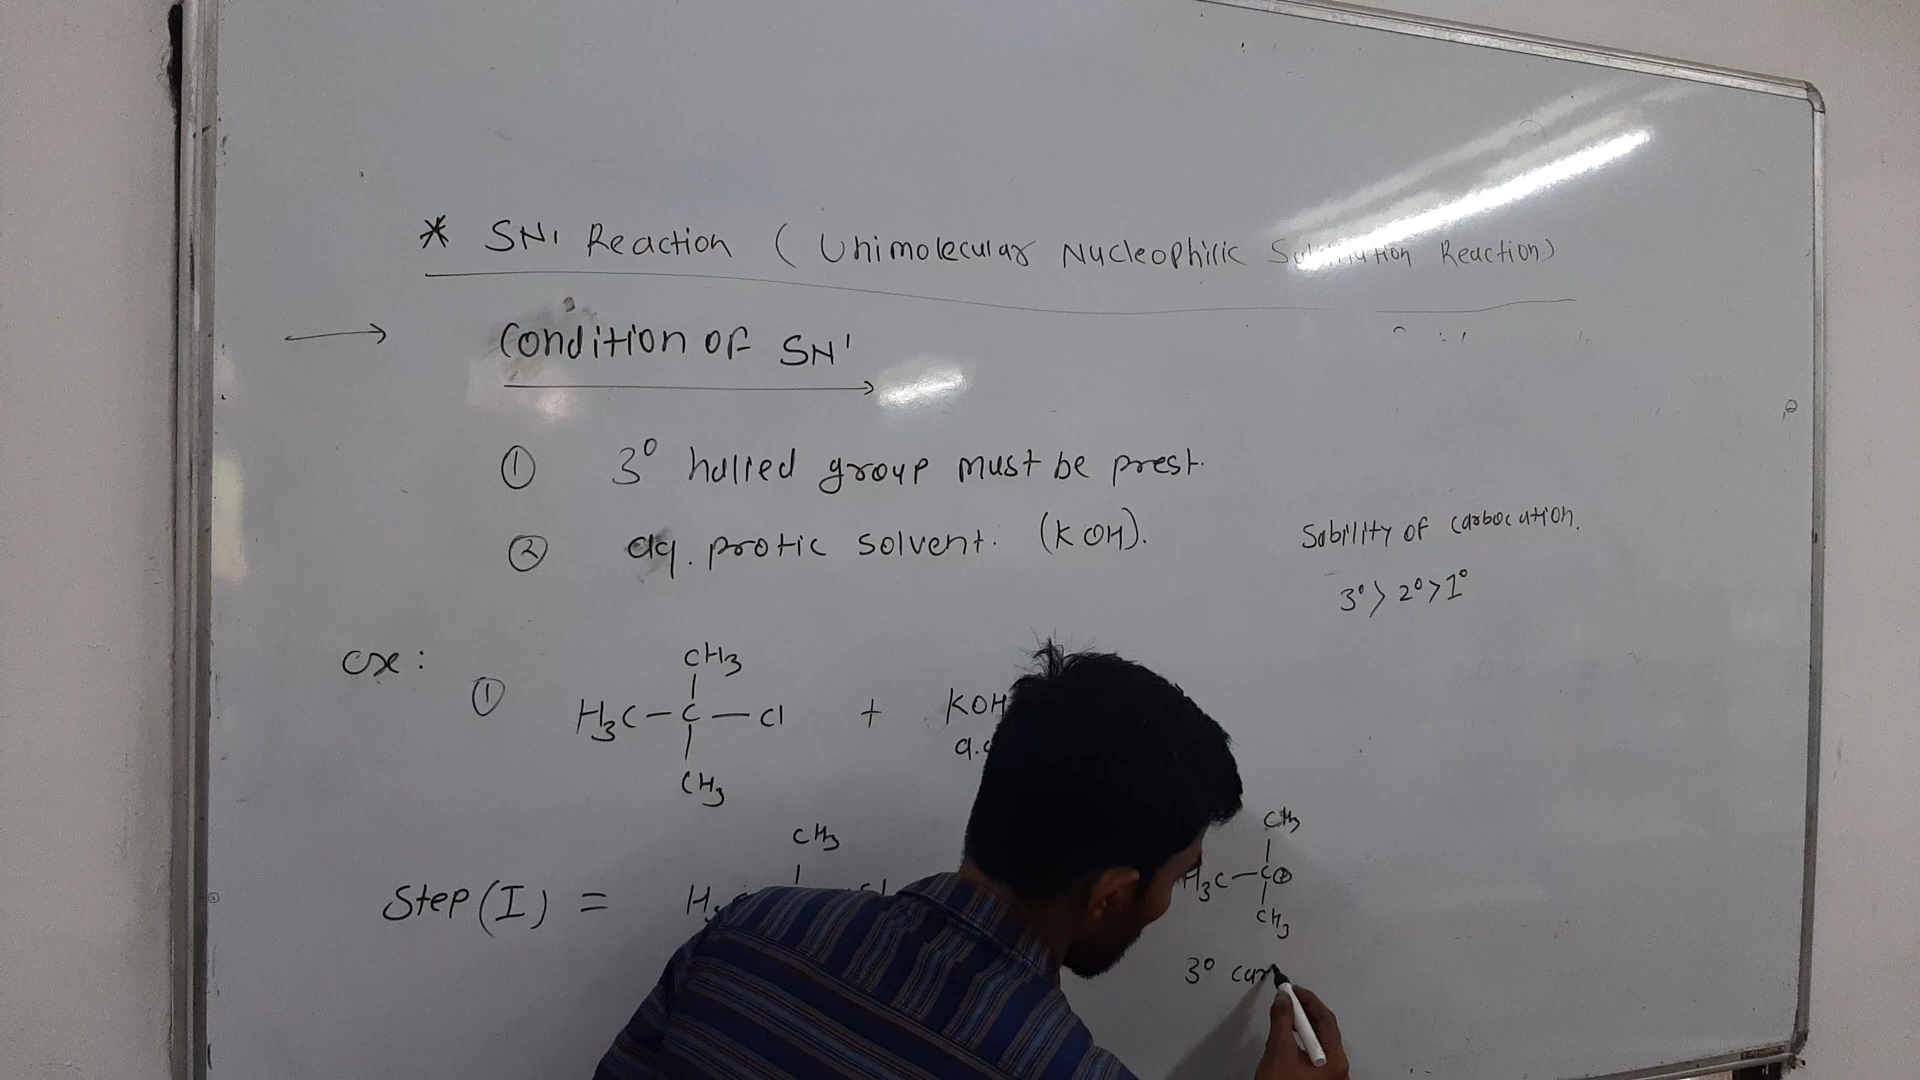 * SN1 Reaction (Unimolecular Nucleophilic Reaction)
Condition of SN1
① 3° halied group must be prest.
② aq. protic solvent. (KOH).
Sability of Carbocation.
3° > 2° > 1°
ex:
①
CH3
H3C-C-Cl + KOH
CH3
CH3
Step (I) =
CH3
H3C-C⊕
CH3
3° car